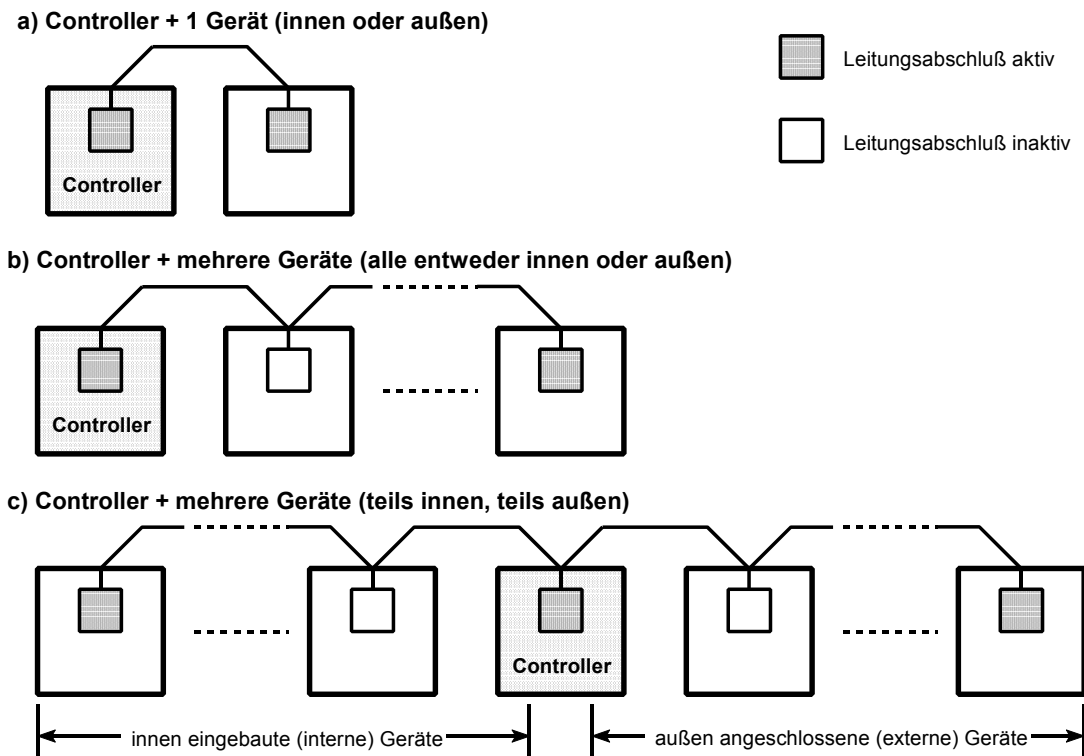 a) Controller + 1 Gerät (innen oder außen)
Leitungsabschluß aktiv
Leitungsabschluß inaktiv
Controller
b) Controller + mehrere Geräte (alle entweder innen oder außen)
Controller
c) Controller + mehrere Geräte (teils innen, teils außen)
Controller
innen eingebaute (interne) Geräte
außen angeschlossene (externe) Geräte